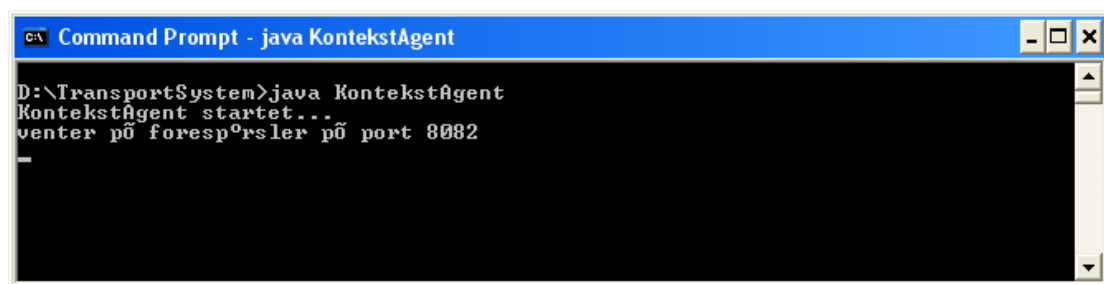 C:\ Command Prompt - java KontekstAgent
D:\TransportSystem>java KontekstAgent
KontekstAgent startet...
venter põ foresp°rsler põ port 8082